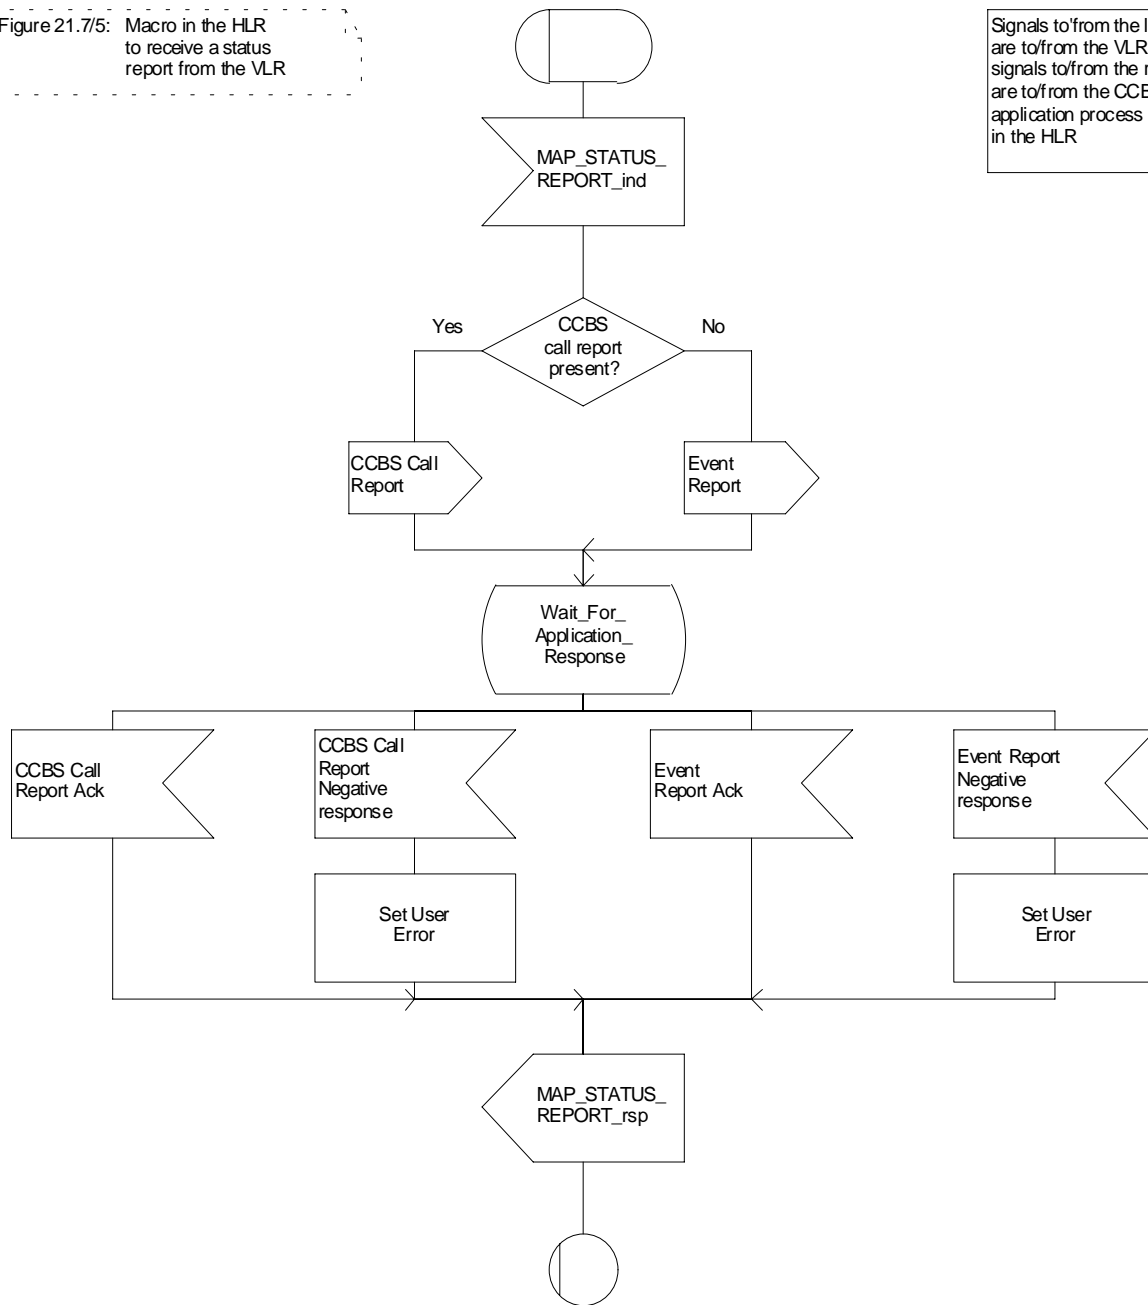 Figure 21.7/5: Macro in the HLR
to receive a status
report from the VLR
Signals to'from the
are to/from the VLR
signals to/from the
are to/from the
application process
in the HLR
MAP_STATUS_
REPORT_ind
CCBS
call report
present?
Yes
No
CCBS Call
Report
Event
Report
Wait_For_
Application_
Response
CCBS Call
Report Ack
CCBS Call
Report
Negative
response
Event
Report Ack
Event Report
Negative
response
Set User
Error
Set User
Error
MAP_STATUS_
REPORT_rsp